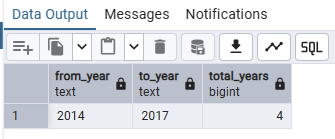 Data Output Messages Notifications
SQL
from_year to_year total_years
text text bigint
1 2014 2017 4